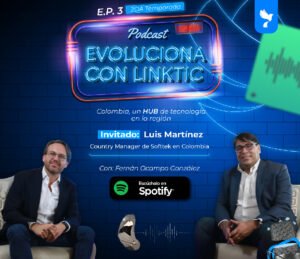 E.P. 3 2DA Temporada
Podcast
EVOLUCIONA
CON LINKTIC
Colombia, un HUB de tecnología
en la región
Invitado: Luis Martínez
Country Manager de Softtek en Colombia
Con: Fernán Ocampo González
Escúchalo en
Spotify